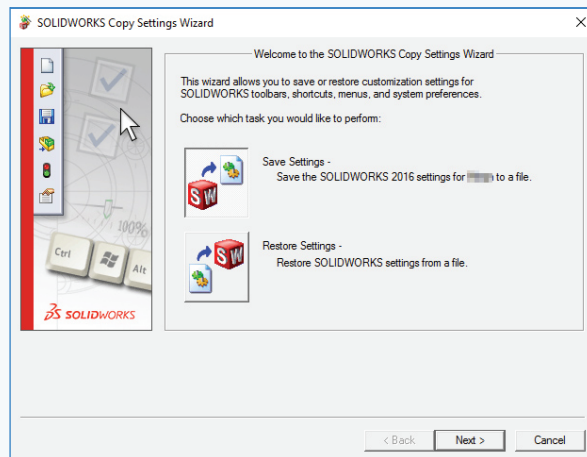 SOLIDWORKS Copy Settings Wizard
Welcome to the SOLIDWORKS Copy Settings Wizard
This wizard allows you to save or restore customization settings for
SOLIDWORKS toolbars, shortcuts, menus, and system preferences.
Choose which task you would like to perform:
Save Settings -
Save the SOLIDWORKS 2016 settings for to a file.
SW
Restore Settings -
Restore SOLIDWORKS settings from a file.
SW
100%
Ctrl
Alt
SOLIDWORKS
< Back
Next >
Cancel